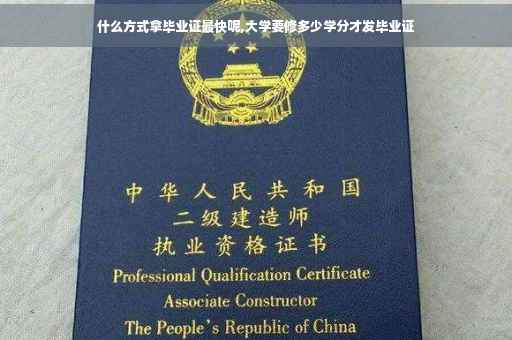 什么方式拿毕业证最快呢,大学要修多少学分才发毕业证
中华人民共和国
二级建造师
执业资格证书
Professional Qualification Certificate
Associate Constructor
The People's Republic of China